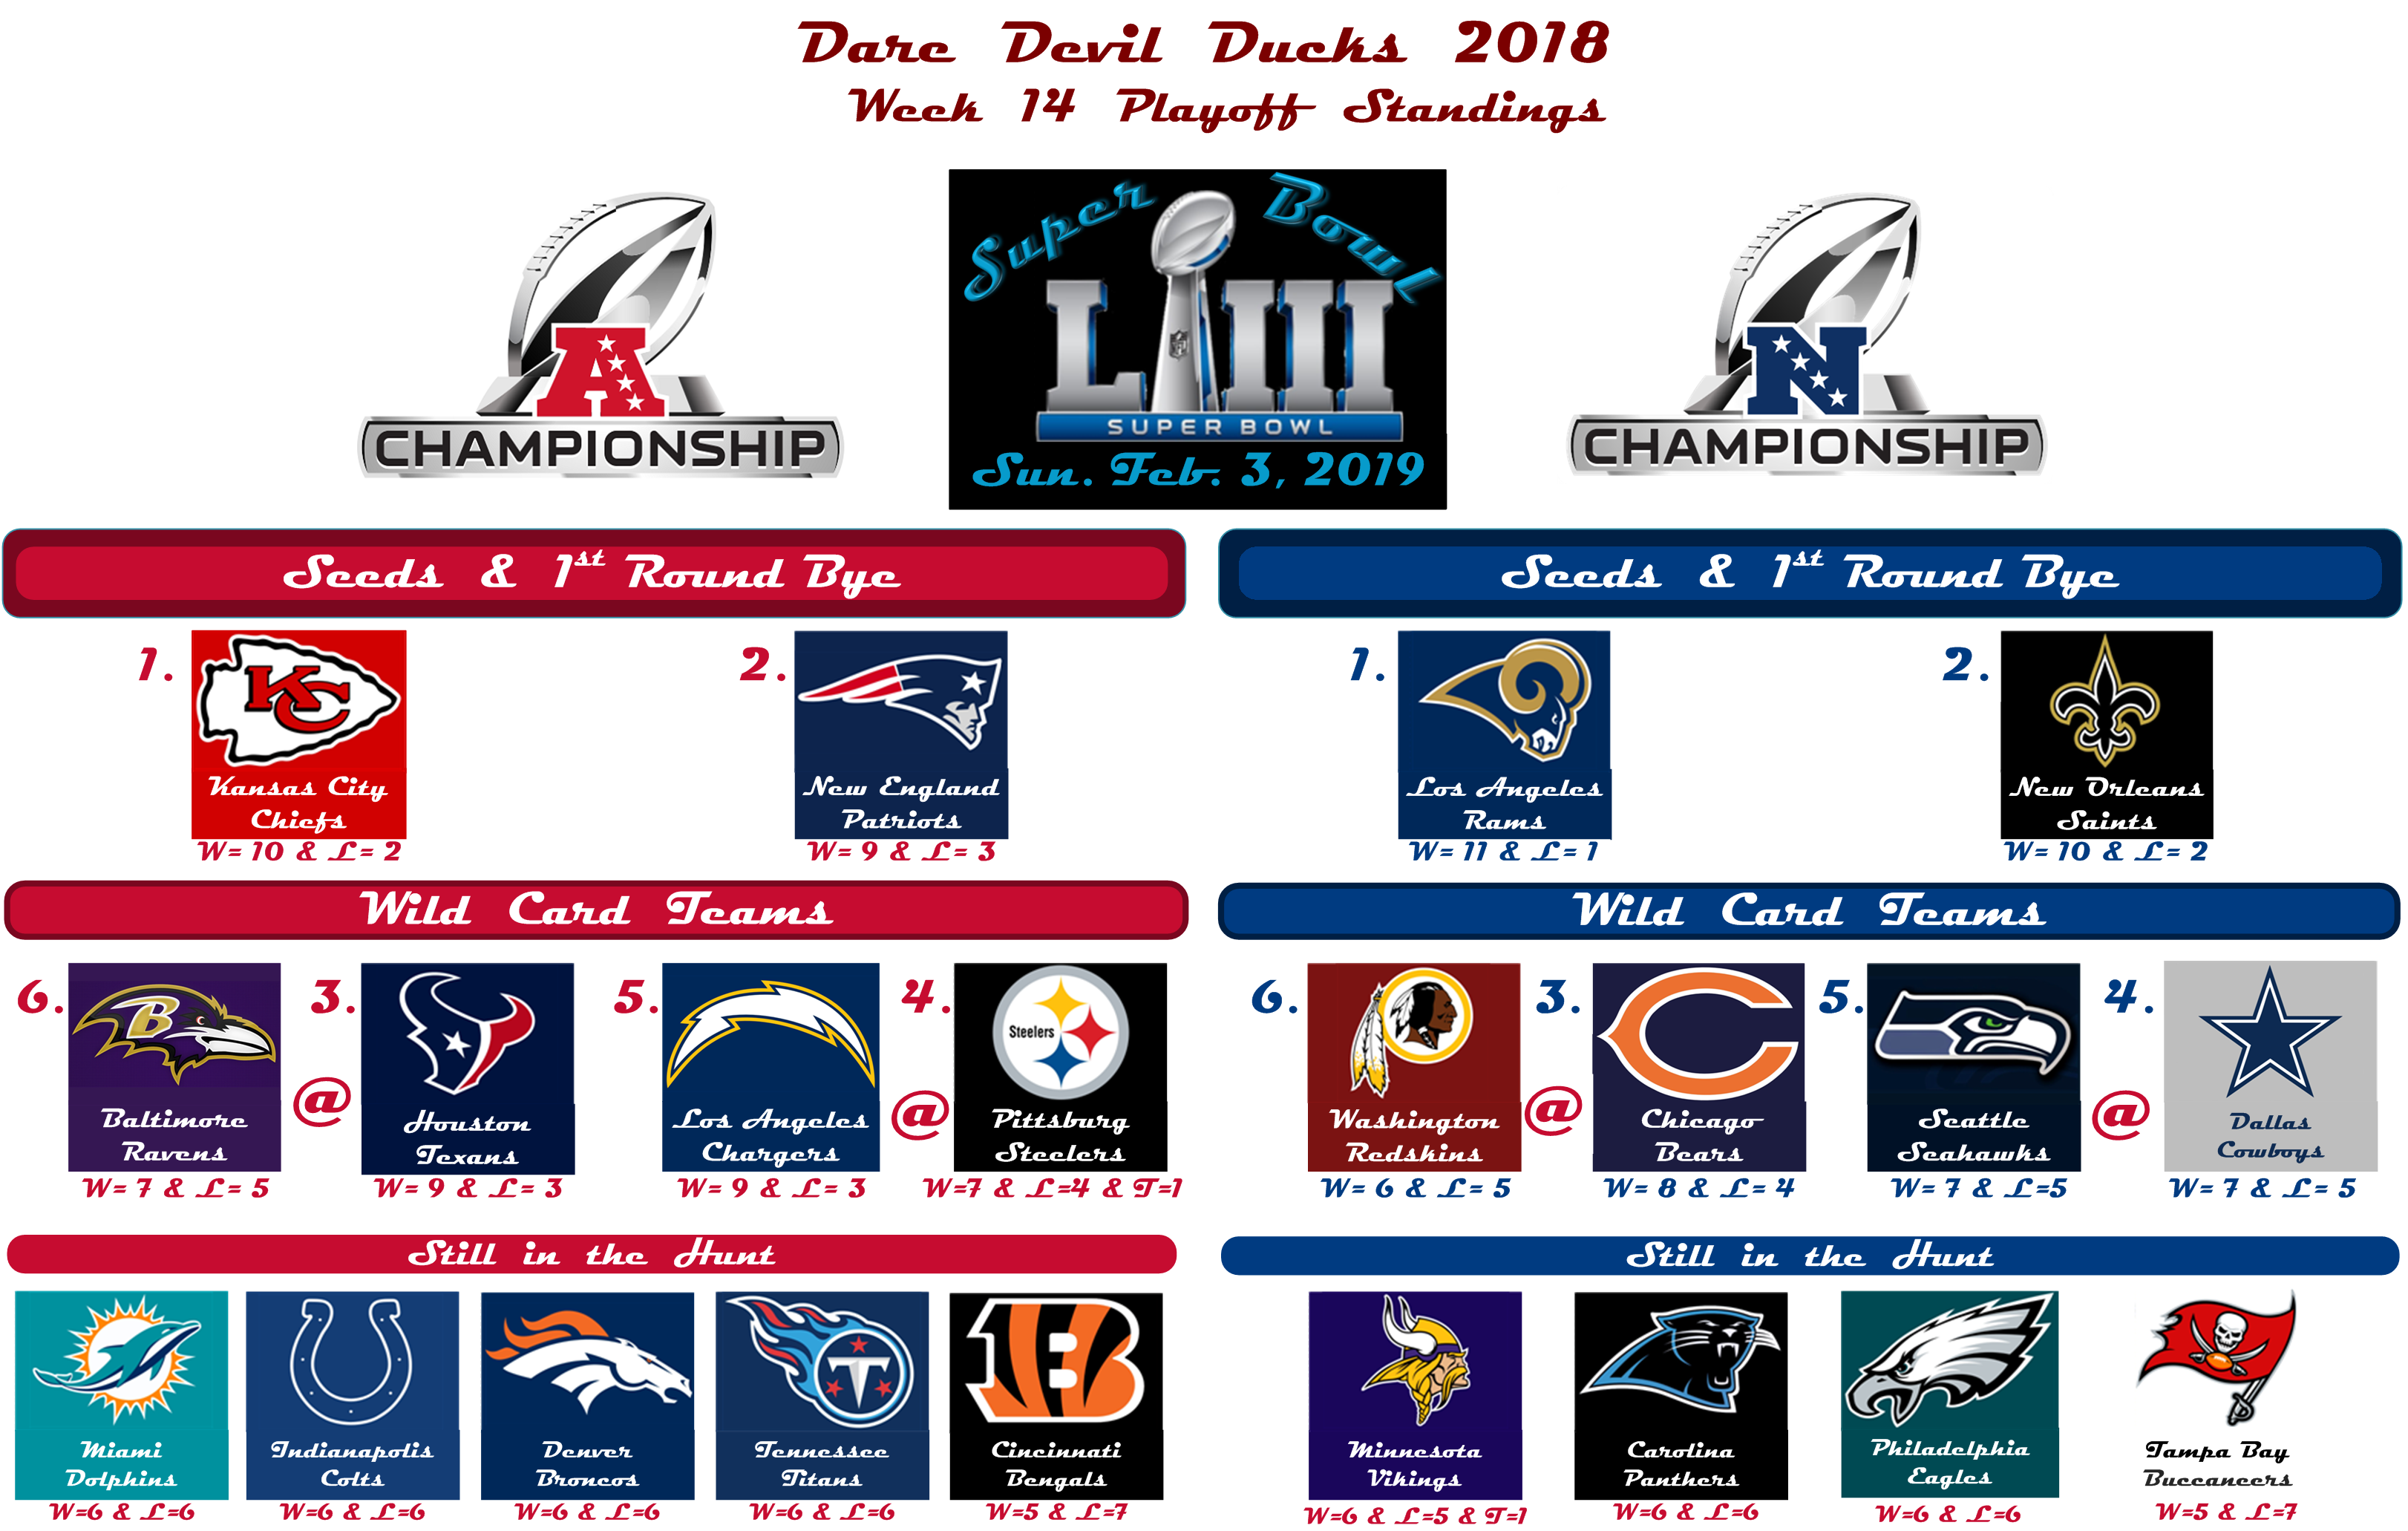 Dare Devil Ducks 2018
Week 14 Playoff Standings
Super Bowl
LIII
SUPER BOWL
Sun. Feb. 3, 2019
A
CHAMPIONSHIP
N
CHAMPIONSHIP
Seeds & 1st Round Bye
1.
KC
Kansas City
Chiefs
W= 10 & L= 2
2.
New England
Patriots
W= 9 & L= 3
Seeds & 1st Round Bye
1.
Los Angeles
Rams
W= 11 & L= 1
2.
New Orleans
Saints
W= 10 & L= 2
Wild Card Teams
6.
B
Baltimore
Ravens
W= 7 & L= 5
@
3.
Houston
Texans
W= 9 & L= 3
5.
Los Angeles
Chargers
W= 9 & L= 3
@
4.
Steelers
Pittsburg
Steelers
W=7 & L=4 & T=1
Wild Card Teams
6.
Washington
Redskins
W= 6 & L= 5
@
3.
C
Chicago
Bears
W= 8 & L= 4
5.
Seattle
Seahawks
W= 7 & L=5
@
4.
Dallas
Cowboys
W= 7 & L= 5
Still in the Hunt
Miami
Dolphins
W=6 & L=6
Indianapolis
Colts
W=6 & L=6
Denver
Broncos
W=6 & L=6
T
Tennessee
Titans
W=6 & L=6
B
Cincinnati
Bengals
W=5 & L=7
Still in the Hunt
Minnesota
Vikings
W=6 & L=5 & T=1
Carolina
Panthers
W=6 & L=6
Philadelphia
Eagles
W=6 & L=6
Tampa Bay
Buccaneers
W=5 & L=7